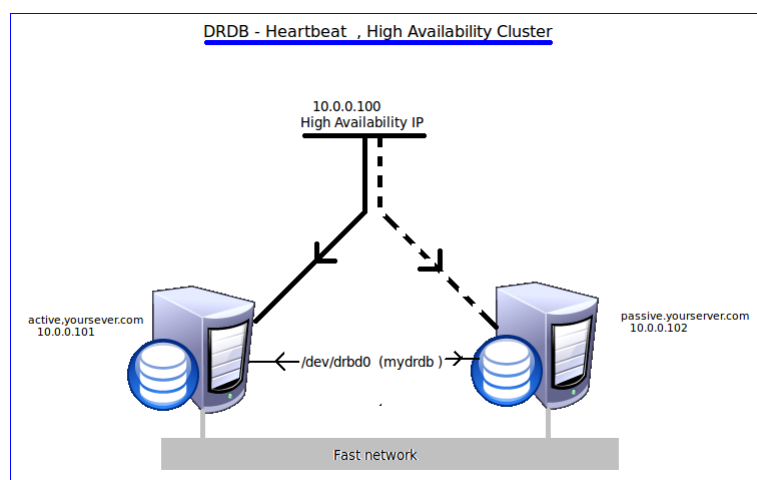 DRDB - Heartbeat , High Availability Cluster
10.0.0.100
High Availability IP
active.yoursever.com
10.0.0.101
passive.yourserver.com
10.0.0.102
/dev/drbd0 (mydrdb )
Fast network